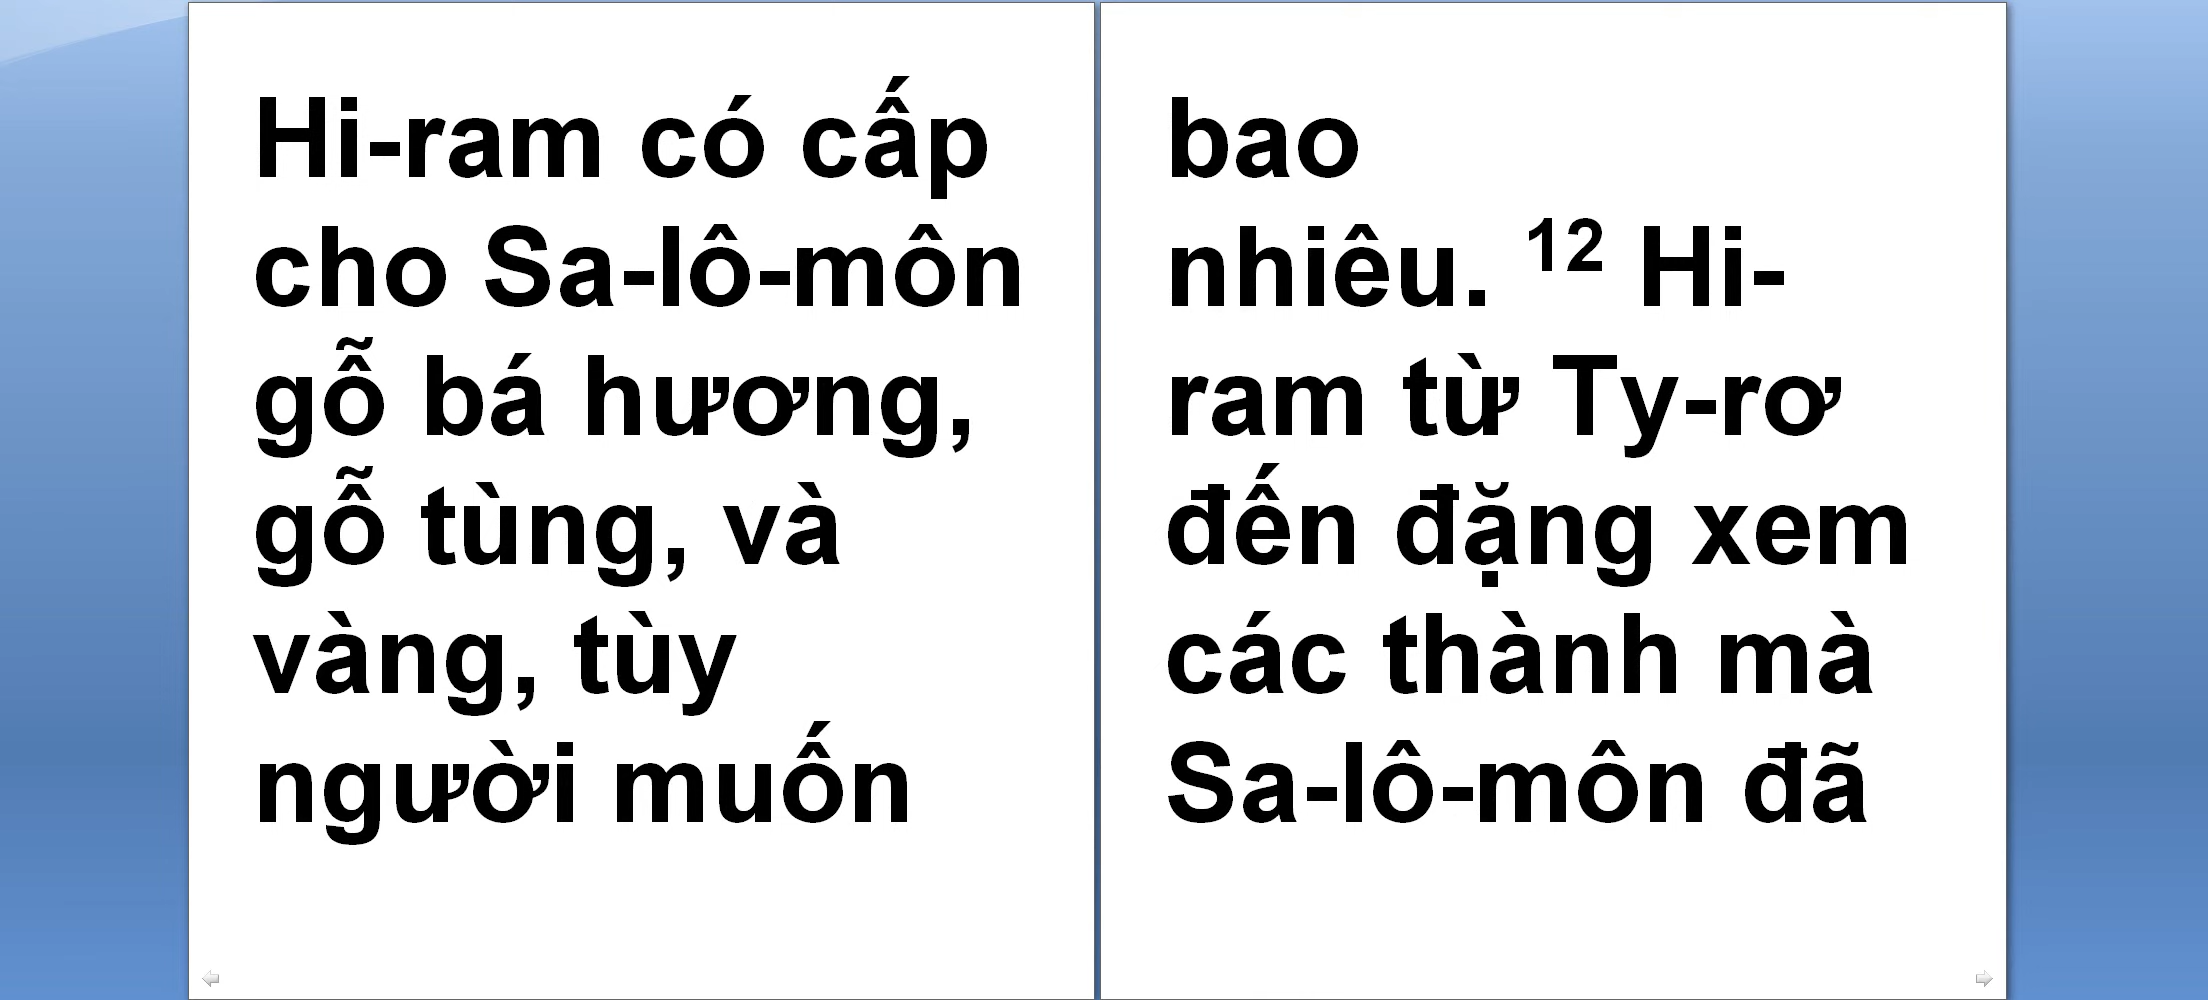 Hi-ram có cấp
cho Sa-lô-môn
gỗ bá hương,
gỗ tùng, và
vàng, tùy
người muốn
bao
nhiêu. 12 Hi-
ram từ Ty-rơ
đến đặng xem
các thành mà
Sa-lô-môn đã